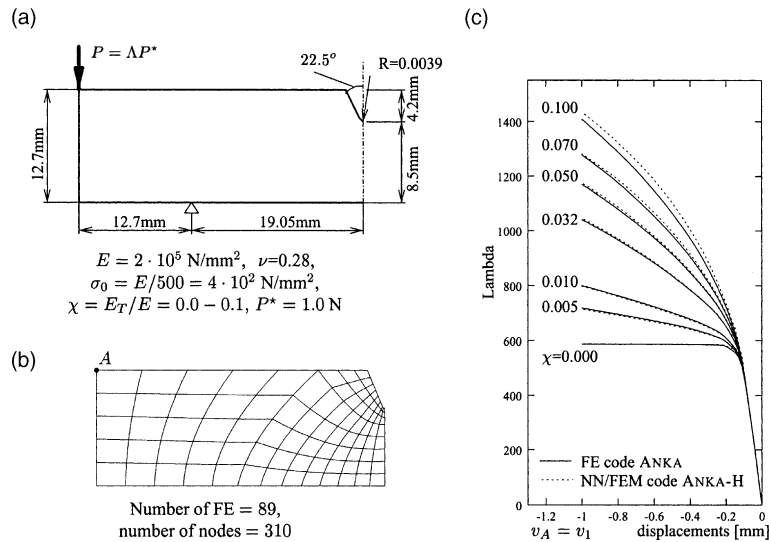 (a)
P = ΛP⋆
22.5°
R=0.0039
4.2mm
12.7mm
8.5mm
12.7mm
19.05mm
E = 2 · 10⁵ N/mm², ν=0.28,
σ₀ = E/500 = 4 · 10² N/mm²,
χ = E_T/E = 0.0 − 0.1, P⋆ = 1.0 N
(b)
A
Number of FE = 89,
number of nodes = 310
(c)
Lambda
1400
1200
1000
800
600
400
200
0
0.100
0.070
0.050
0.032
0.010
0.005
χ=0.000
FE code ANKA
NN/FEM code ANKA-H
-1.2 -1 -0.8 -0.6 -0.4 -0.2 0
v_A = v₁ displacements [mm]